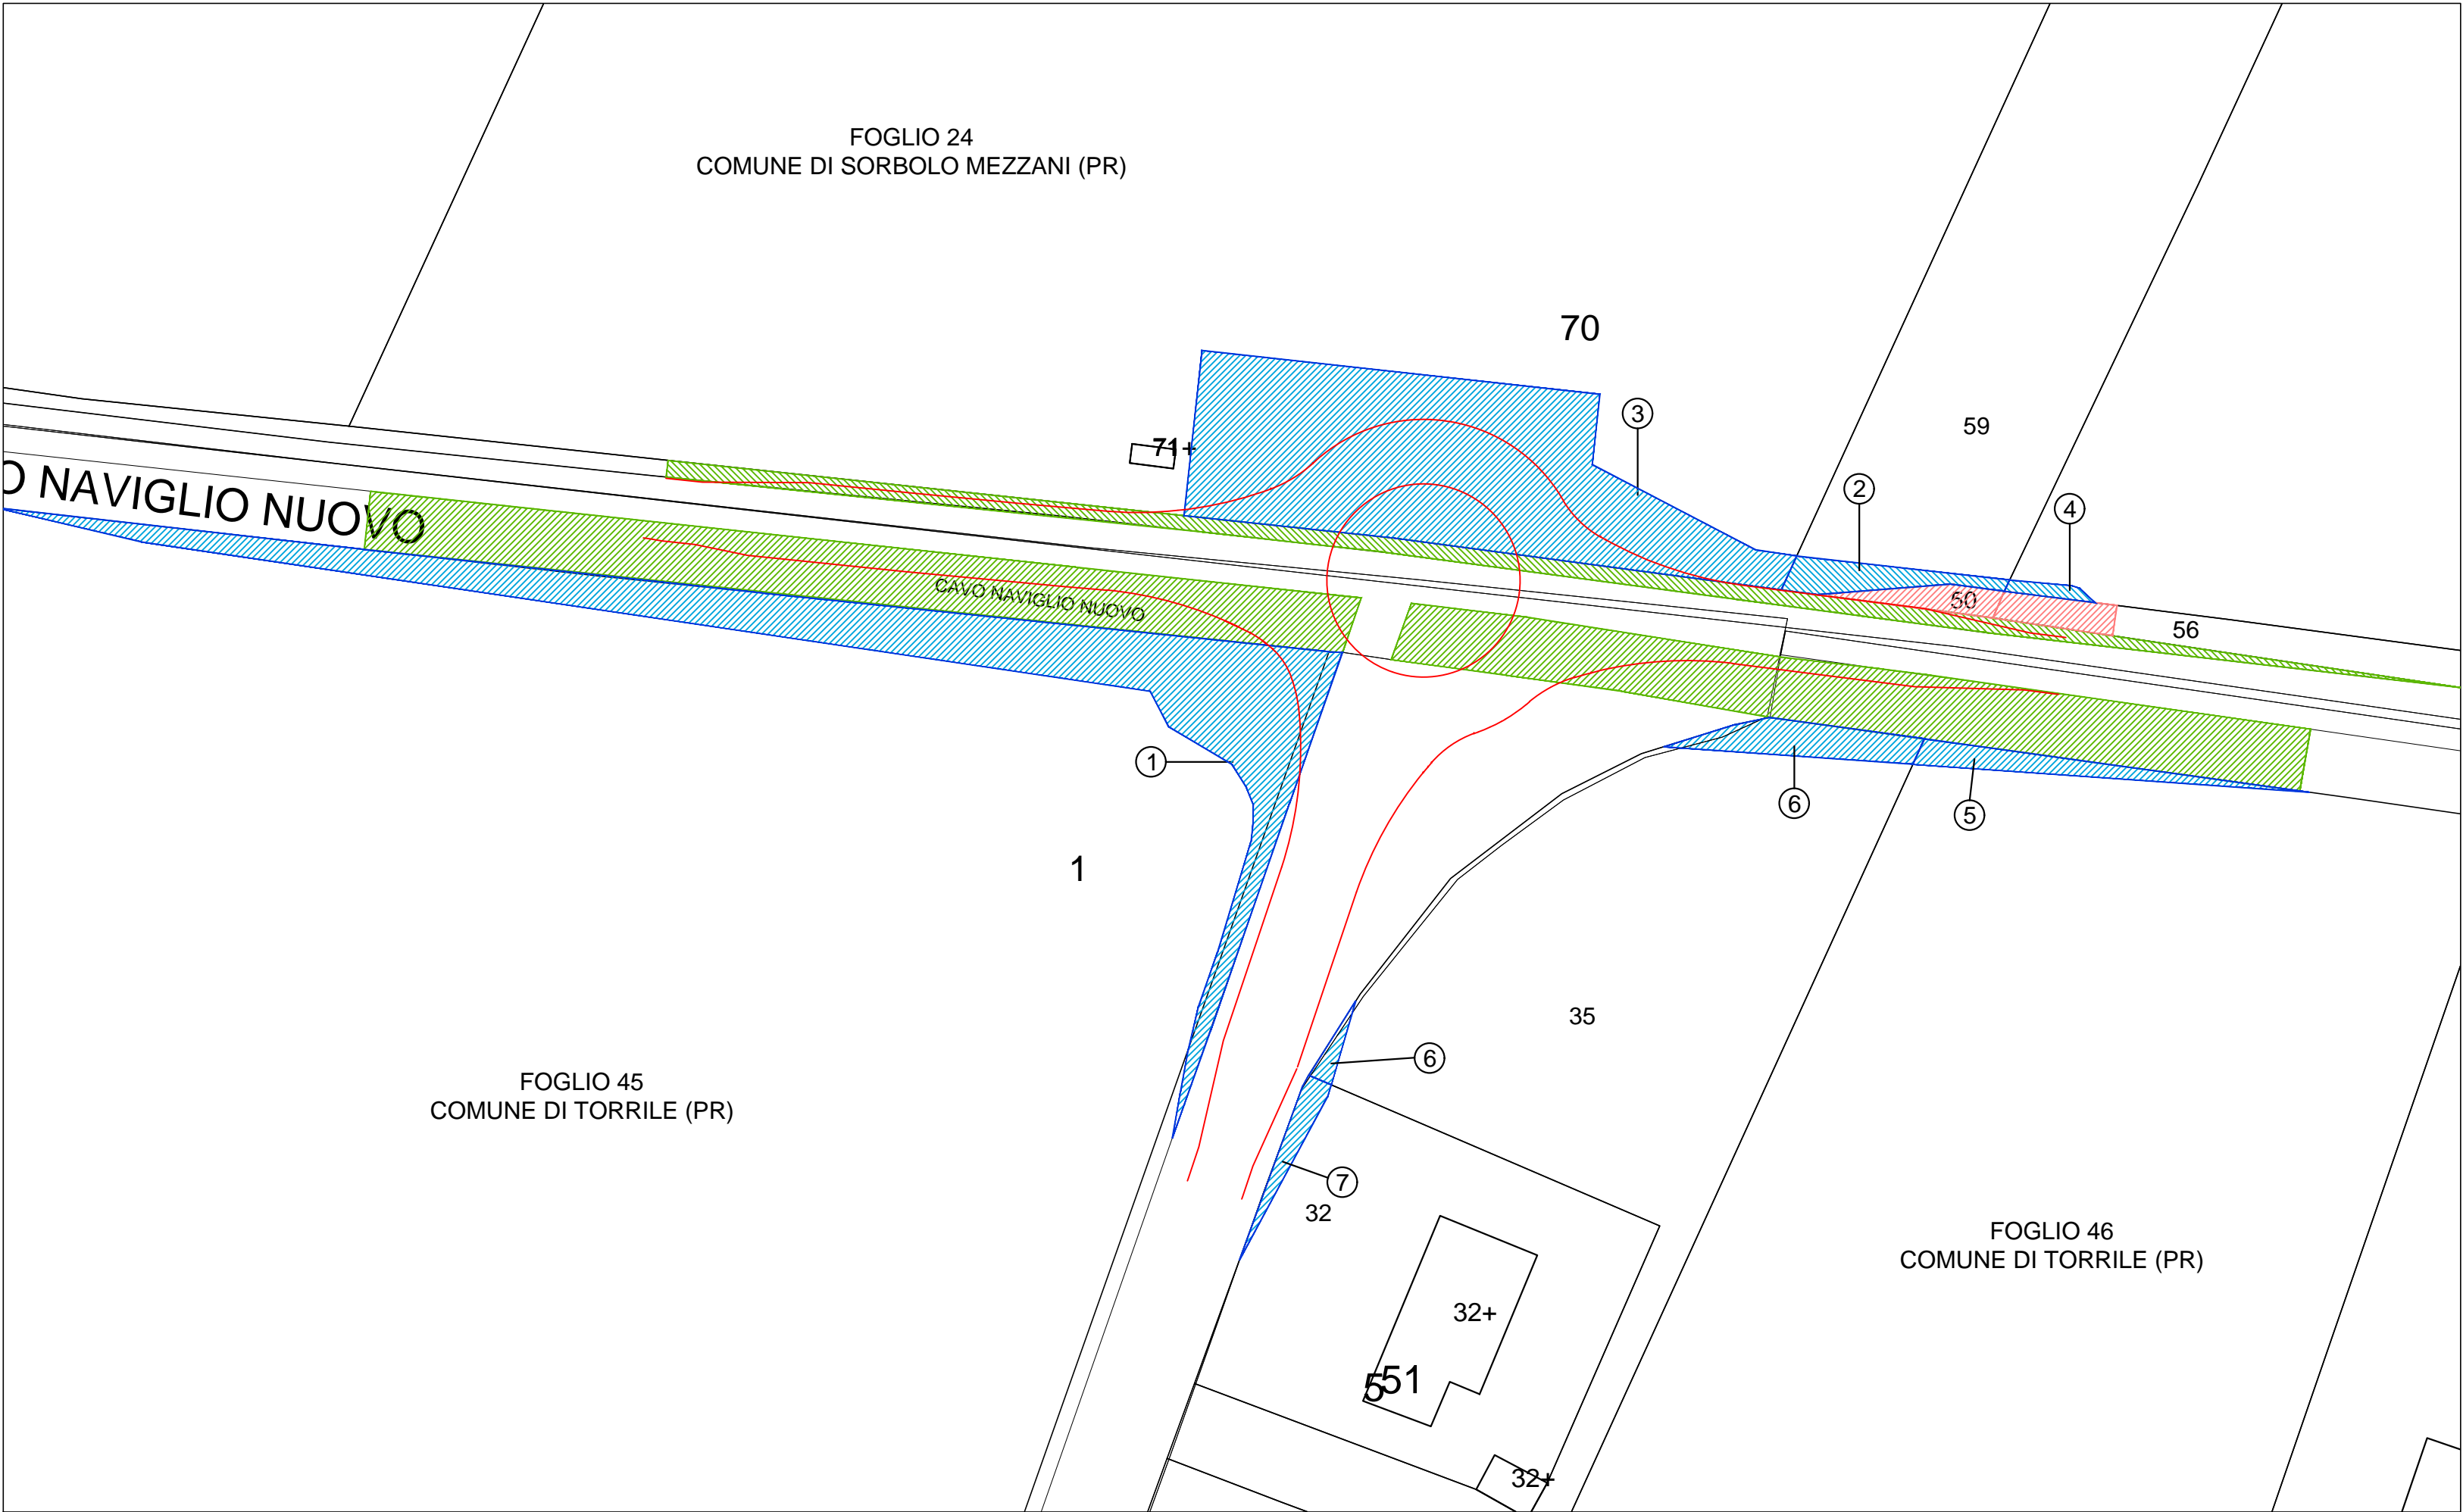 FOGLIO 24
COMUNE DI SORBOLO MEZZANI (PR)
70
3
59
71+
2
4
O NAVIGLIO NUOVO
CAVO NAVIGLIO NUOVO
50
56
1
6
5
1
35
6
FOGLIO 45
COMUNE DI TORRILE (PR)
7
32
FOGLIO 46
COMUNE DI TORRILE (PR)
32+
5
51
32+